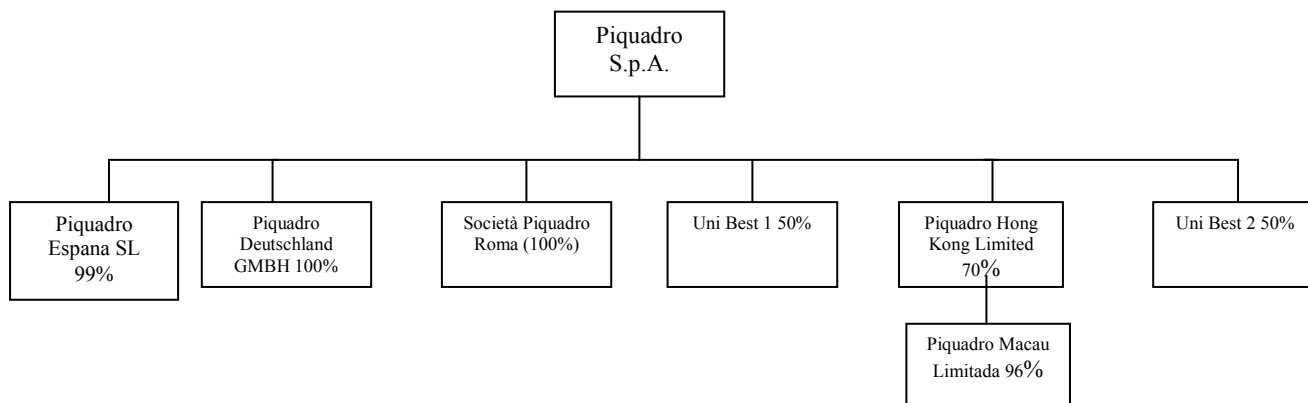 Piquadro
S.p.A.
Piquadro
Espana SL
99%
Piquadro
Deutschland
GMBH 100%
Società Piquadro
Roma (100%)
Uni Best 1 50%
Piquadro Hong
Kong Limited
70%
Uni Best 2 50%
Piquadro Macau
Limitada 96%